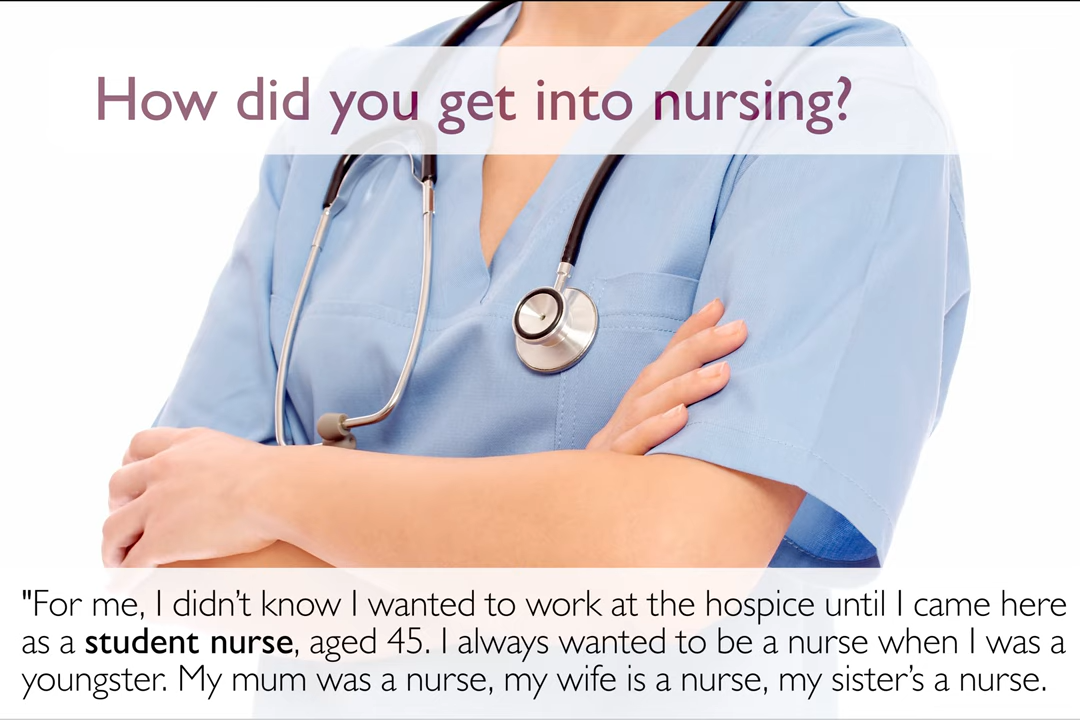 How did you get into nursing?
"For me, I didn’t know I wanted to work at the hospice until I came here
as a student nurse, aged 45. I always wanted to be a nurse when I was a
youngster. My mum was a nurse, my wife is a nurse, my sister’s a nurse.